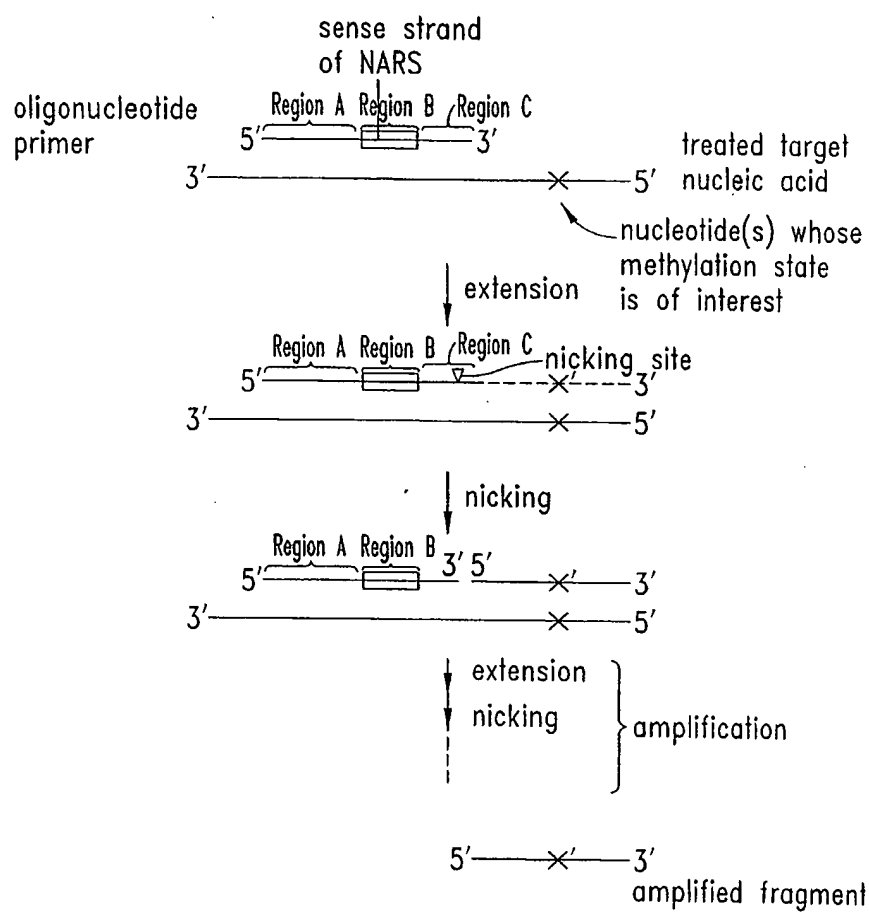 sense strand
of NARS
oligonucleotide
primer
Region A Region B Region C
5' 3'
3' X 5'
treated target
nucleic acid
nucleotide(s) whose
methylation state
is of interest
extension
Region A Region B Region C
nicking site
5' X' 3'
3' X 5'
nicking
Region A Region B 3' 5'
5' X' 3'
3' X 5'
extension
nicking
amplification
5' X' 3'
amplified fragment